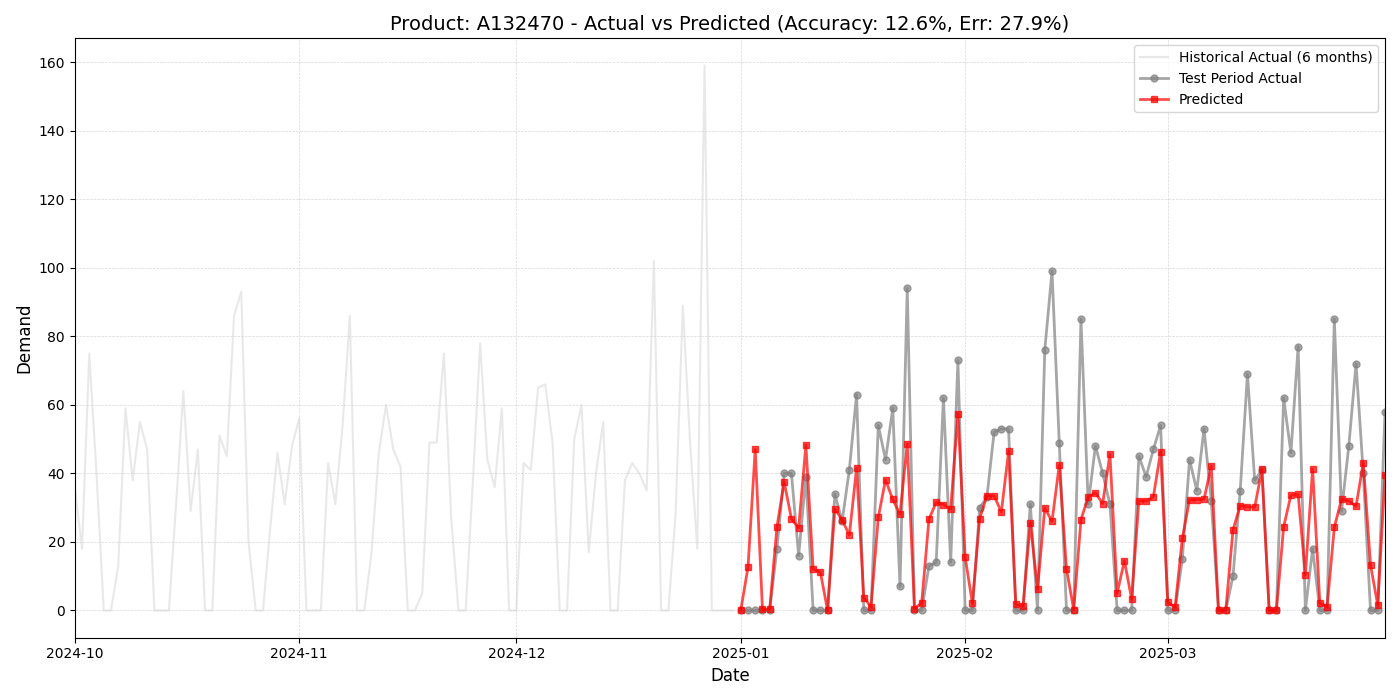 Product: A132470 - Actual vs Predicted (Accuracy: 12.6%, Err: 27.9%)
Historical Actual (6 months)
Test Period Actual
Predicted
160
140
120
100
80
60
40
20
0
Demand
2024-10
2024-11
2024-12
2025-01
2025-02
2025-03
Date